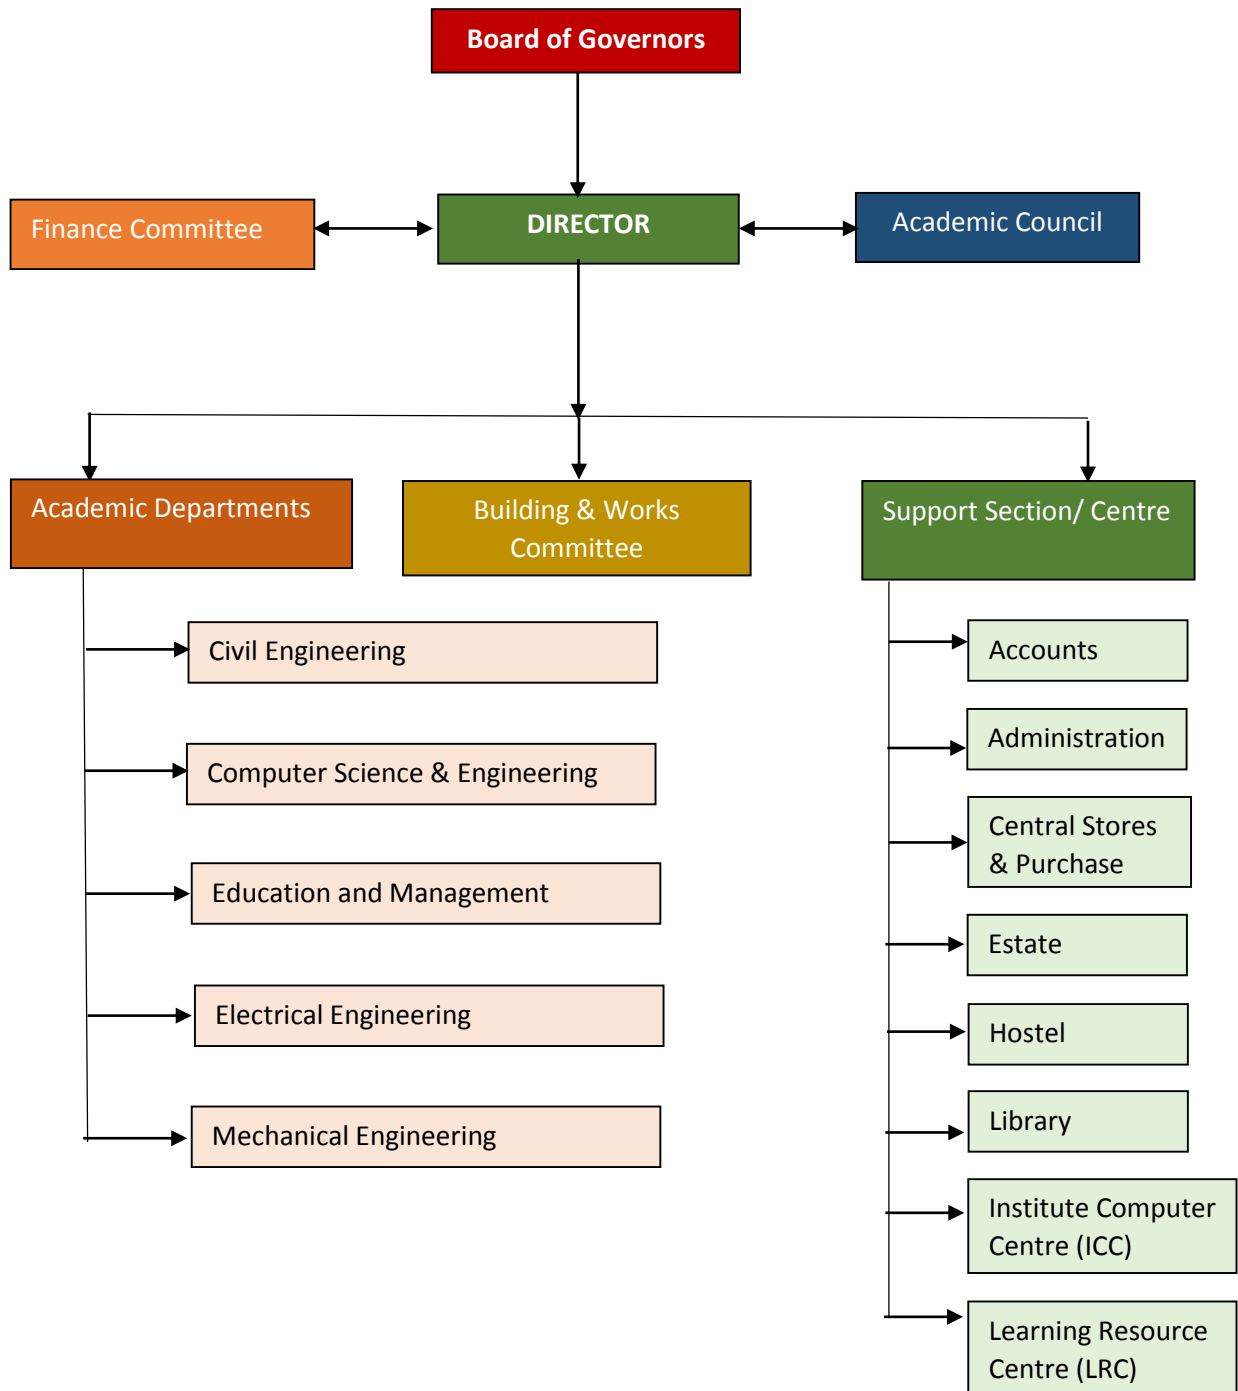 Board of Governors
Finance Committee
DIRECTOR
Academic Council
Academic Departments
Building & Works
Committee
Support Section/ Centre
Civil Engineering
Computer Science & Engineering
Education and Management
Electrical Engineering
Mechanical Engineering
Accounts
Administration
Central Stores
& Purchase
Estate
Hostel
Library
Institute Computer
Centre (ICC)
Learning Resource
Centre (LRC)